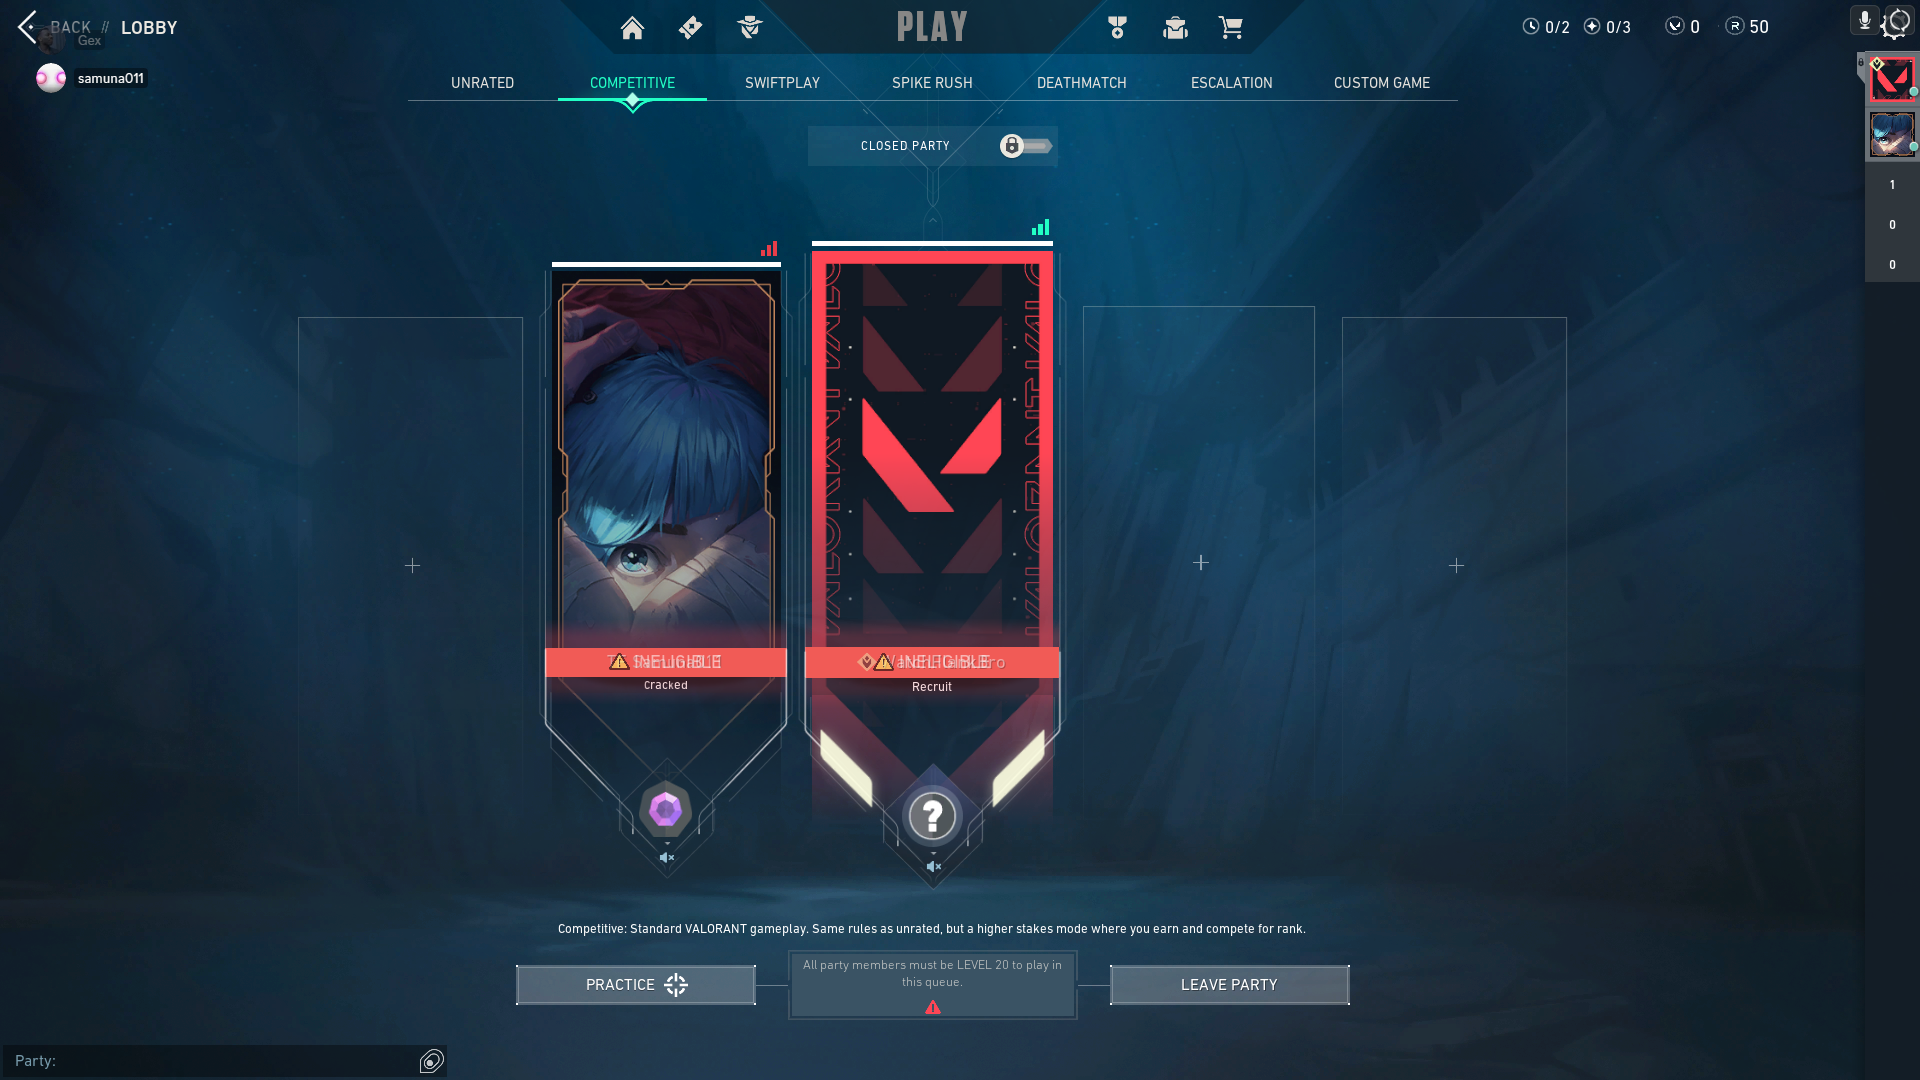 BACK // LOBBY
Gex
samuna011
PLAY
0/2
0/3
0
50
UNRATED
COMPETITIVE
SWIFTPLAY
SPIKE RUSH
DEATHMATCH
ESCALATION
CUSTOM GAME
CLOSED PARTY
1
0
0
INELIGIBLE
Cracked
INELIGIBLE
Recruit
Competitive: Standard VALORANT gameplay. Same rules as unrated, but a higher stakes mode where you earn and compete for rank.
PRACTICE
All party members must be LEVEL 20 to play in
this queue.
LEAVE PARTY
Party: